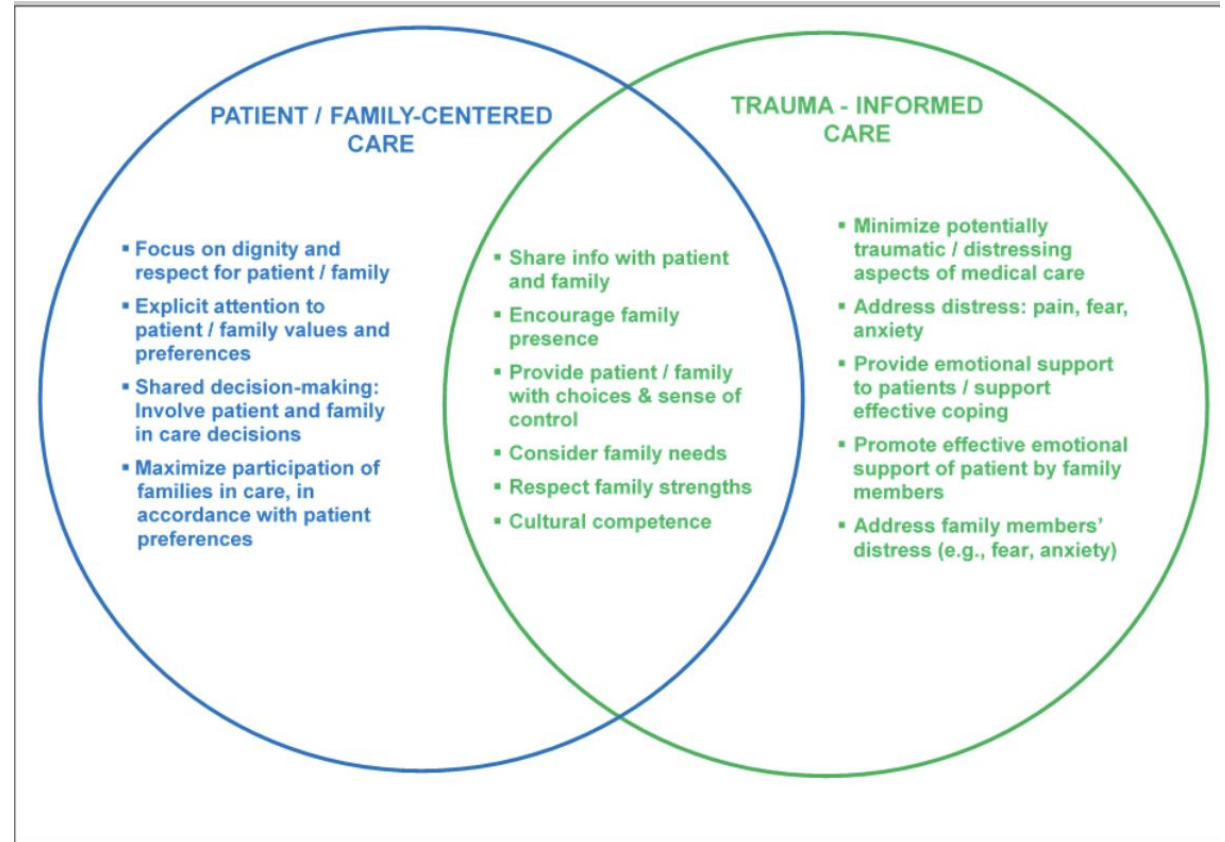 PATIENT / FAMILY-CENTERED
CARE
▪ Focus on dignity and
respect for patient / family
▪ Explicit attention to
patient / family values and
preferences
▪ Shared decision-making:
Involve patient and family
in care decisions
▪ Maximize participation of
families in care, in
accordance with patient
preferences
▪ Share info with patient
and family
▪ Encourage family
presence
▪ Provide patient / family
with choices & sense of
control
▪ Consider family needs
▪ Respect family strengths
▪ Cultural competence
TRAUMA - INFORMED
CARE
▪ Minimize potentially
traumatic / distressing
aspects of medical care
▪ Address distress: pain, fear,
anxiety
▪ Provide emotional support
to patients / support
effective coping
▪ Promote effective emotional
support of patient by family
members
▪ Address family members’
distress (e.g., fear, anxiety)